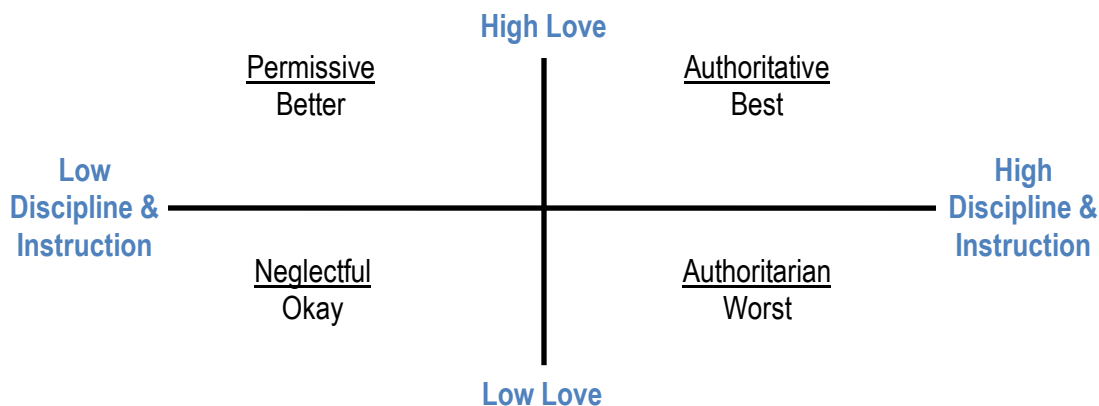 High Love
Permissive
Better
Authoritative
Best
Low
Discipline &
Instruction
High
Discipline &
Instruction
Neglectful
Okay
Authoritarian
Worst
Low Love